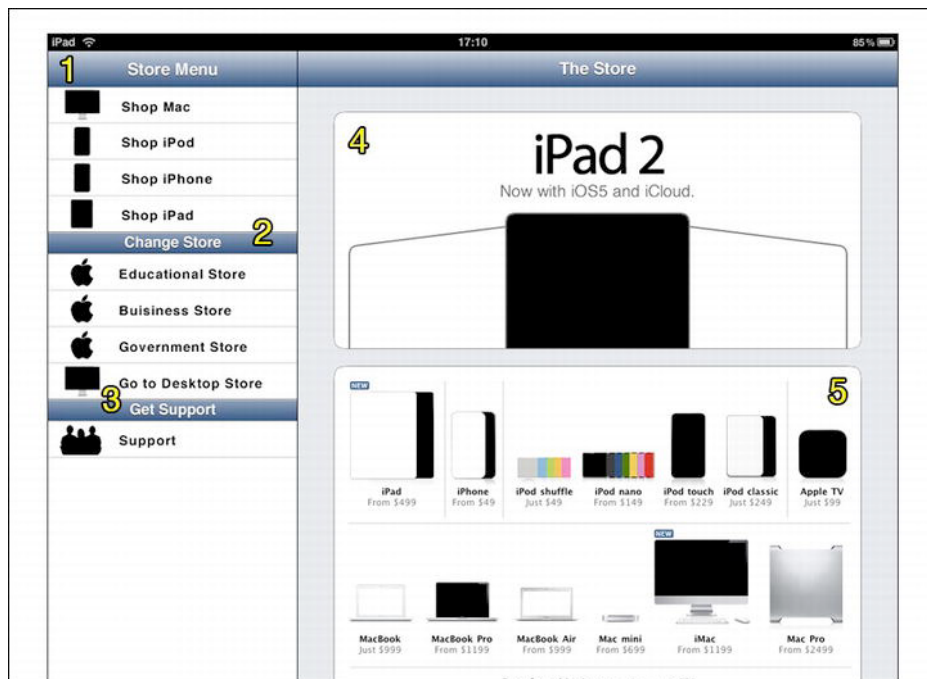 iPad 17:10 85%
1 Store Menu The Store
Shop Mac
Shop iPod
Shop iPhone
Shop iPad
Change Store 2
Educational Store
Buisiness Store
Government Store
Go to Desktop Store
3 Get Support
Support
4
iPad 2
Now with iOS5 and iCloud.
5
NEW
iPad iPhone iPod shuffle iPod nano iPod touch iPod classic Apple TV
From $499 From $49 Just $49 From $149 From $229 Just $249 Just $99
NEW
MacBook MacBook Pro MacBook Air Mac mini iMac Mac Pro
Just $999 From $1199 From $999 From $699 From $1199 From $2499